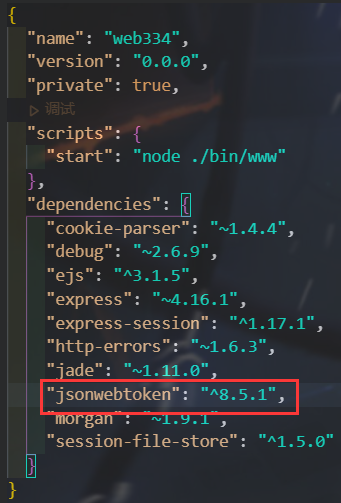 {
"name": "web334",
"version": "0.0.0",
"private": true,
调试
"scripts": {
"start": "node ./bin/www"
},
"dependencies": {
"cookie-parser": "~1.4.4",
"debug": "~2.6.9",
"ejs": "^3.1.5",
"express": "~4.16.1",
"express-session": "^1.17.1",
"http-errors": "~1.6.3",
"jade": "~1.11.0",
"jsonwebtoken": "^8.5.1",
"morgan": "~1.9.1",
"session-file-store": "^1.5.0"
}
}